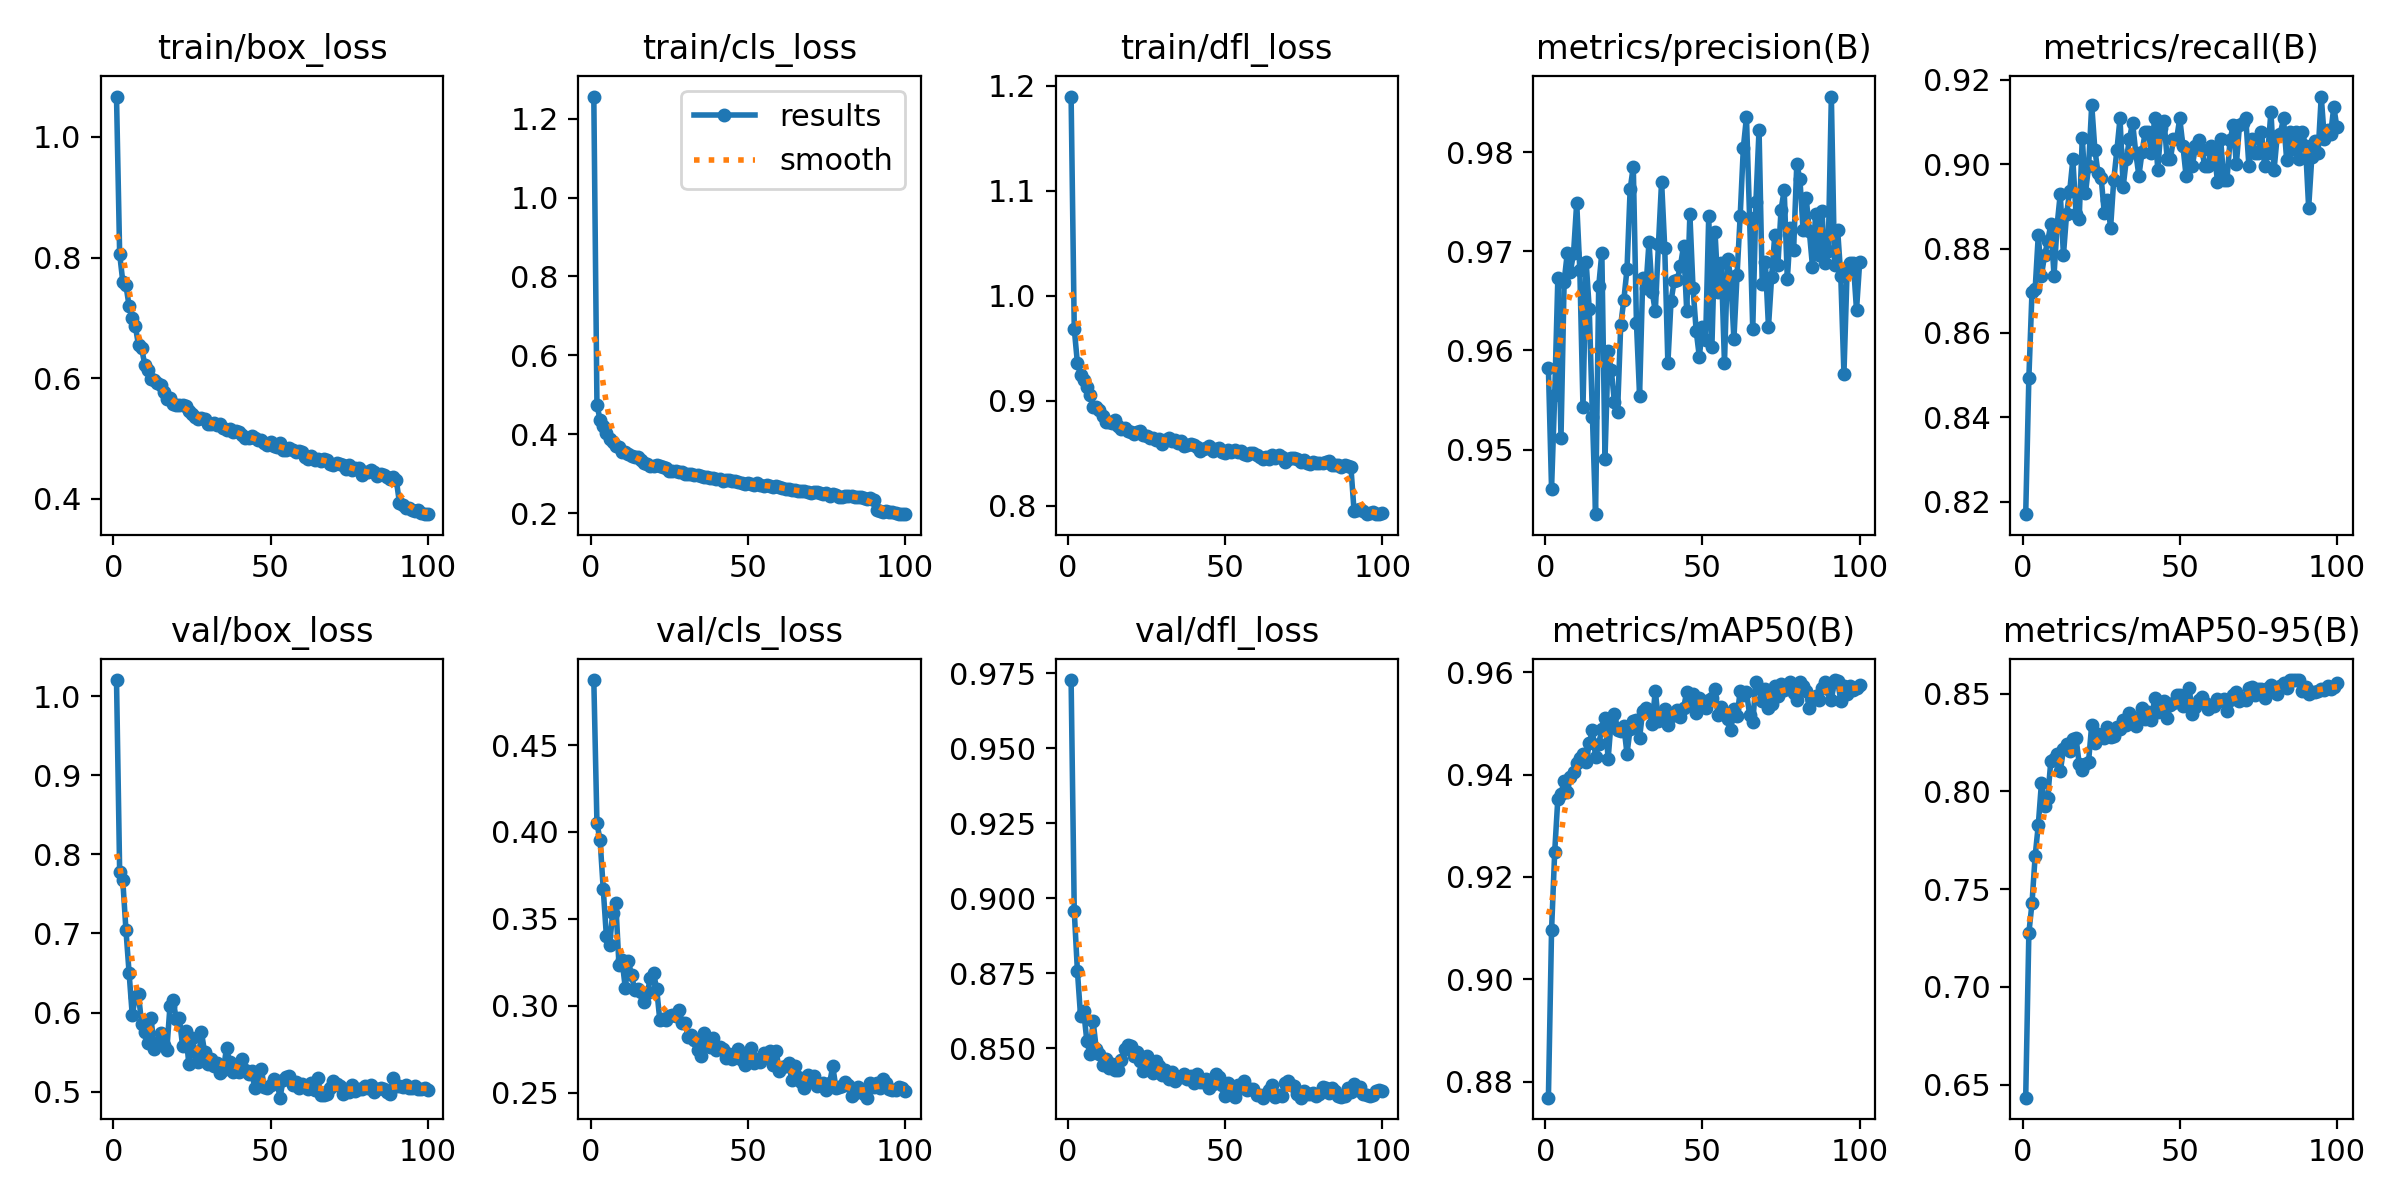 train/box_loss
1.0
0.8
0.6
0.4
0 50 100
train/cls_loss
results
smooth
1.2
1.0
0.8
0.6
0.4
0.2
0 50 100
train/dfl_loss
1.2
1.1
1.0
0.9
0.8
0 50 100
metrics/precision(B)
0.98
0.97
0.96
0.95
0 50 100
metrics/recall(B)
0.92
0.90
0.88
0.86
0.84
0.82
0 50 100
val/box_loss
1.0
0.9
0.8
0.7
0.6
0.5
0 50 100
val/cls_loss
0.45
0.40
0.35
0.30
0.25
0 50 100
val/dfl_loss
0.975
0.950
0.925
0.900
0.875
0.850
0 50 100
metrics/mAP50(B)
0.96
0.94
0.92
0.90
0.88
0 50 100
metrics/mAP50-95(B)
0.85
0.80
0.75
0.70
0.65
0 50 100